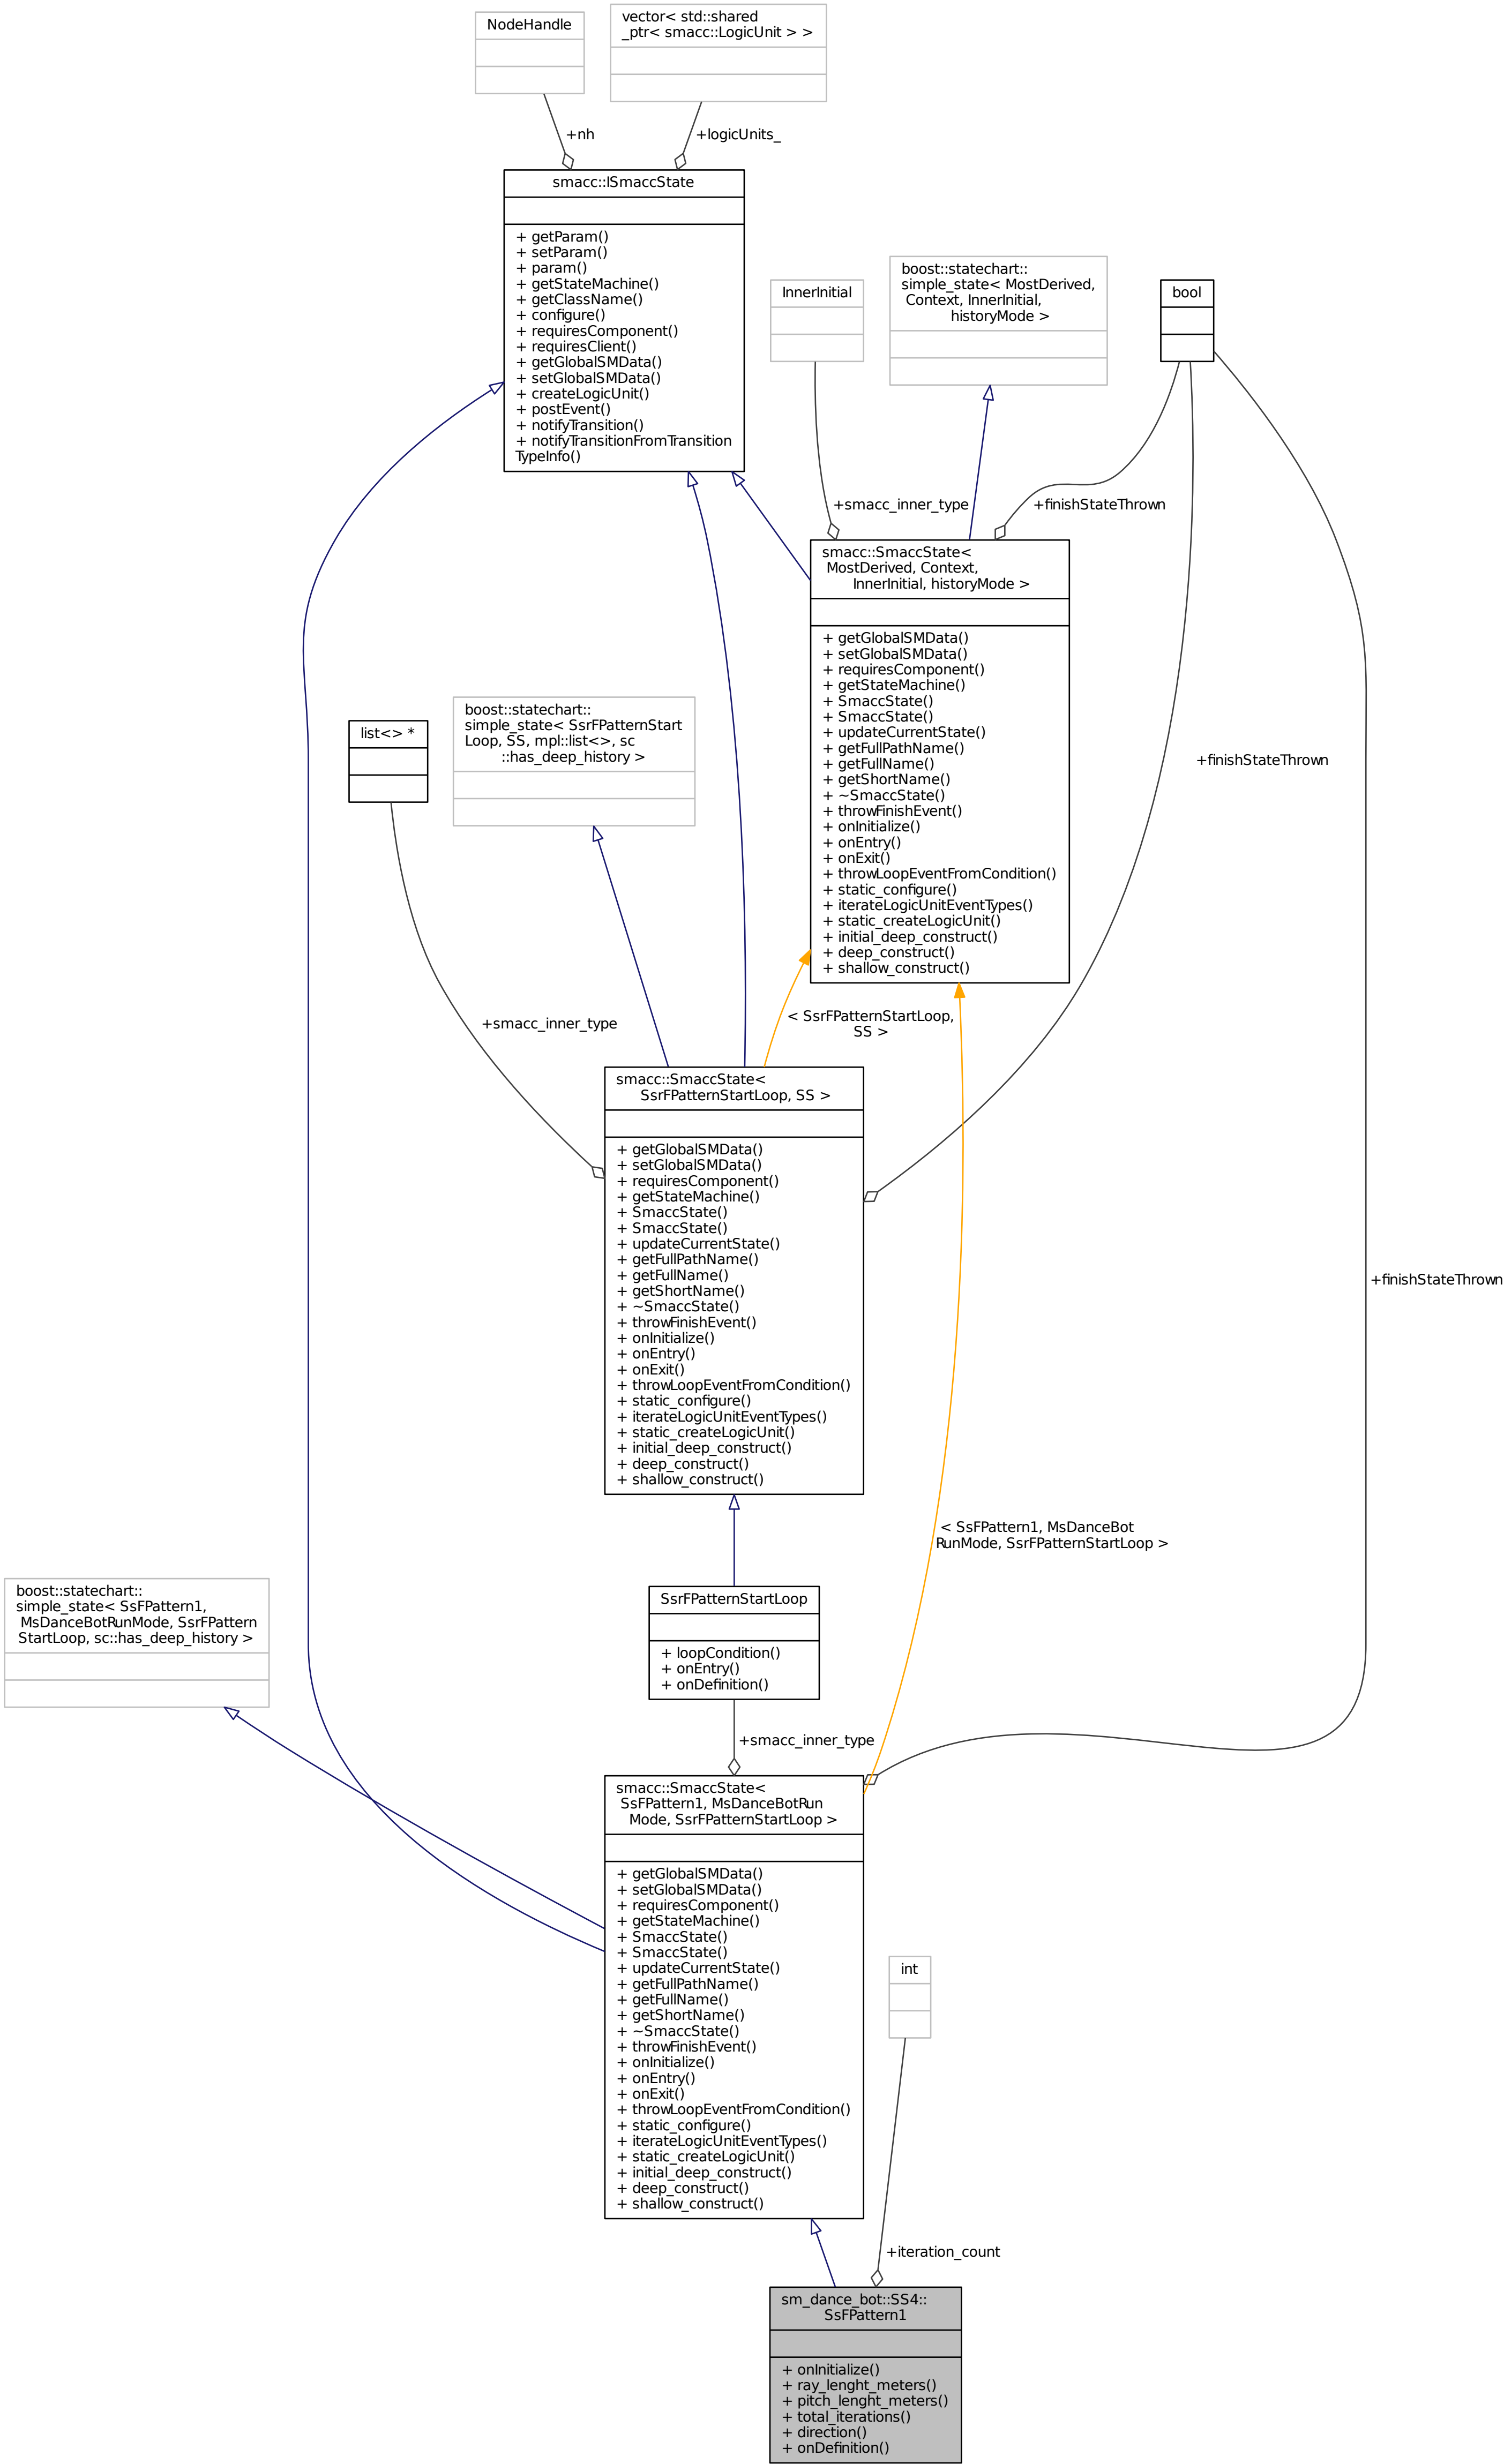 NodeHandle
vector< std::shared
_ptr< smacc::LogicUnit > >
+nh
+logicUnits_
smacc::ISmaccState
+ getParam()
+ setParam()
+ param()
+ getStateMachine()
+ getClassName()
+ configure()
+ requiresComponent()
+ requiresClient()
+ getGlobalSMData()
+ setGlobalSMData()
+ createLogicUnit()
+ postEvent()
+ notifyTransition()
+ notifyTransitionFromTransition
TypeInfo()
InnerInitial
boost::statechart::
simple_state< MostDerived,
Context, InnerInitial,
historyMode >
bool
+smacc_inner_type
+finishStateThrown
smacc::SmaccState<
MostDerived, Context,
InnerInitial, historyMode >
+ getGlobalSMData()
+ setGlobalSMData()
+ requiresComponent()
+ getStateMachine()
+ SmaccState()
+ SmaccState()
+ updateCurrentState()
+ getFullPathName()
+ getFullName()
+ getShortName()
+ ~SmaccState()
+ throwFinishEvent()
+ onInitialize()
+ onEntry()
+ onExit()
+ throwLoopEventFromCondition()
+ static_configure()
+ iterateLogicUnitEventTypes()
+ static_createLogicUnit()
+ initial_deep_construct()
+ deep_construct()
+ shallow_construct()
list<> *
boost::statechart::
simple_state< SsrFPatternStart
Loop, SS, mpl::list<>, sc
::has_deep_history >
+finishStateThrown
+smacc_inner_type
< SsrFPatternStartLoop,
SS >
smacc::SmaccState<
SsrFPatternStartLoop, SS >
+ getGlobalSMData()
+ setGlobalSMData()
+ requiresComponent()
+ getStateMachine()
+ SmaccState()
+ SmaccState()
+ updateCurrentState()
+ getFullPathName()
+ getFullName()
+ getShortName()
+ ~SmaccState()
+ throwFinishEvent()
+ onInitialize()
+ onEntry()
+ onExit()
+ throwLoopEventFromCondition()
+ static_configure()
+ iterateLogicUnitEventTypes()
+ static_createLogicUnit()
+ initial_deep_construct()
+ deep_construct()
+ shallow_construct()
+finishStateThrown
< SsFPattern1, MsDanceBot
RunMode, SsrFPatternStartLoop >
boost::statechart::
simple_state< SsFPattern1,
MsDanceBotRunMode, SsrFPattern
StartLoop, sc::has_deep_history >
SsrFPatternStartLoop
+ loopCondition()
+ onEntry()
+ onDefinition()
+smacc_inner_type
smacc::SmaccState<
SsFPattern1, MsDanceBotRun
Mode, SsrFPatternStartLoop >
+ getGlobalSMData()
+ setGlobalSMData()
+ requiresComponent()
+ getStateMachine()
+ SmaccState()
+ SmaccState()
+ updateCurrentState()
+ getFullPathName()
+ getFullName()
+ getShortName()
+ ~SmaccState()
+ throwFinishEvent()
+ onInitialize()
+ onEntry()
+ onExit()
+ throwLoopEventFromCondition()
+ static_configure()
+ iterateLogicUnitEventTypes()
+ static_createLogicUnit()
+ initial_deep_construct()
+ deep_construct()
+ shallow_construct()
int
+iteration_count
sm_dance_bot::SS4::
SsFPattern1
+ onInitialize()
+ ray_lenght_meters()
+ pitch_lenght_meters()
+ total_iterations()
+ direction()
+ onDefinition()